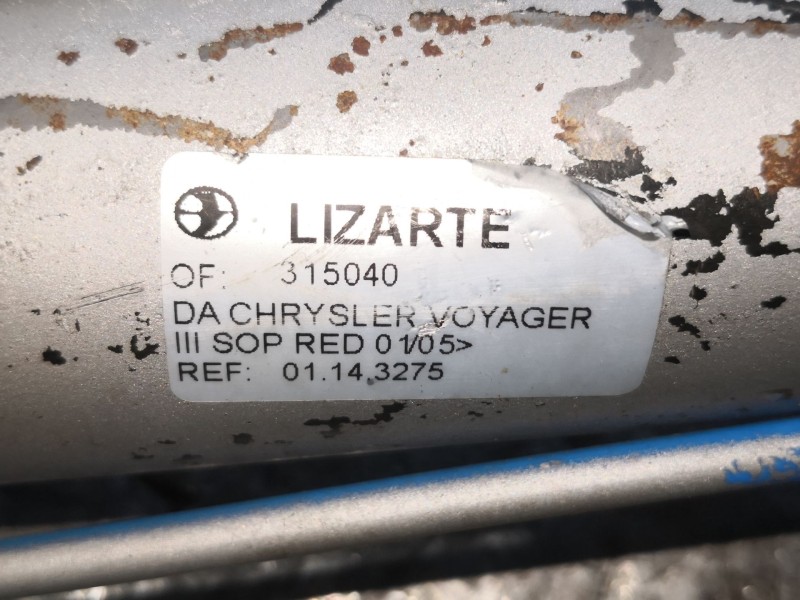 LIZARTE
OF: 315040
DA CHRYSLER VOYAGER
III SOP RED 01/05>
REF: 01.14.3275